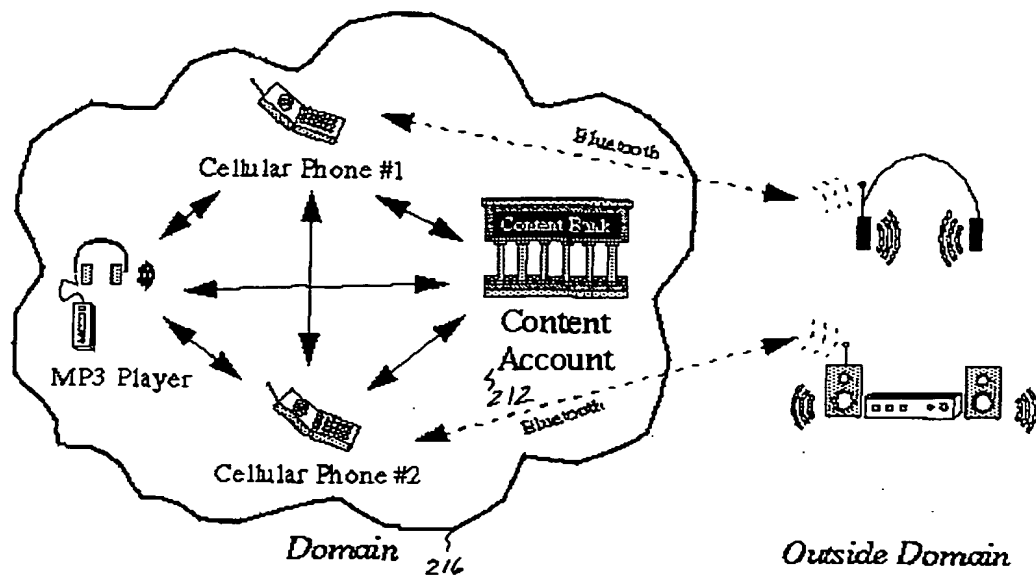 Bluetooth
Cellular Phone #1
Content Bank
Content
Account
212
MP3 Player
Bluetooth
Cellular Phone #2
Domain
216
Outside Domain